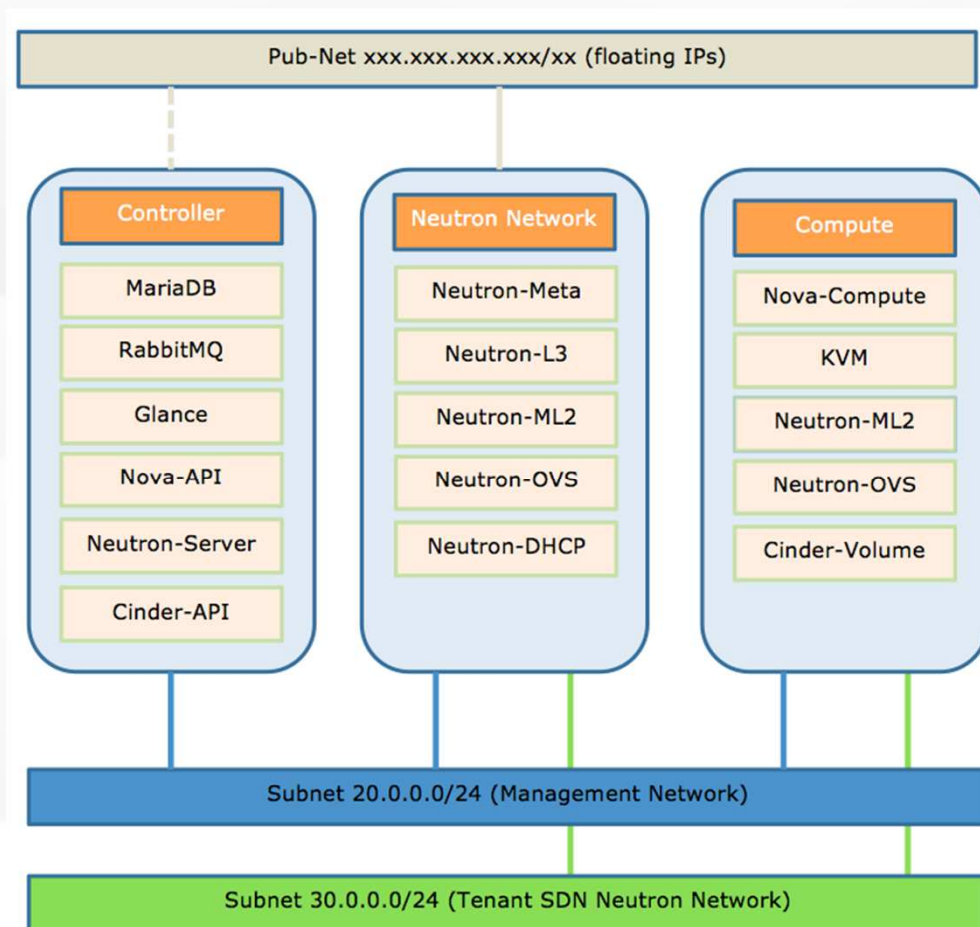 Pub-Net xxx.xxx.xxx.xxx/xx (floating IPs)
Controller
MariaDB
RabbitMQ
Glance
Nova-API
Neutron-Server
Cinder-API
Neutron Network
Neutron-Meta
Neutron-L3
Neutron-ML2
Neutron-OVS
Neutron-DHCP
Compute
Nova-Compute
KVM
Neutron-ML2
Neutron-OVS
Cinder-Volume
Subnet 20.0.0.0/24 (Management Network)
Subnet 30.0.0.0/24 (Tenant SDN Neutron Network)